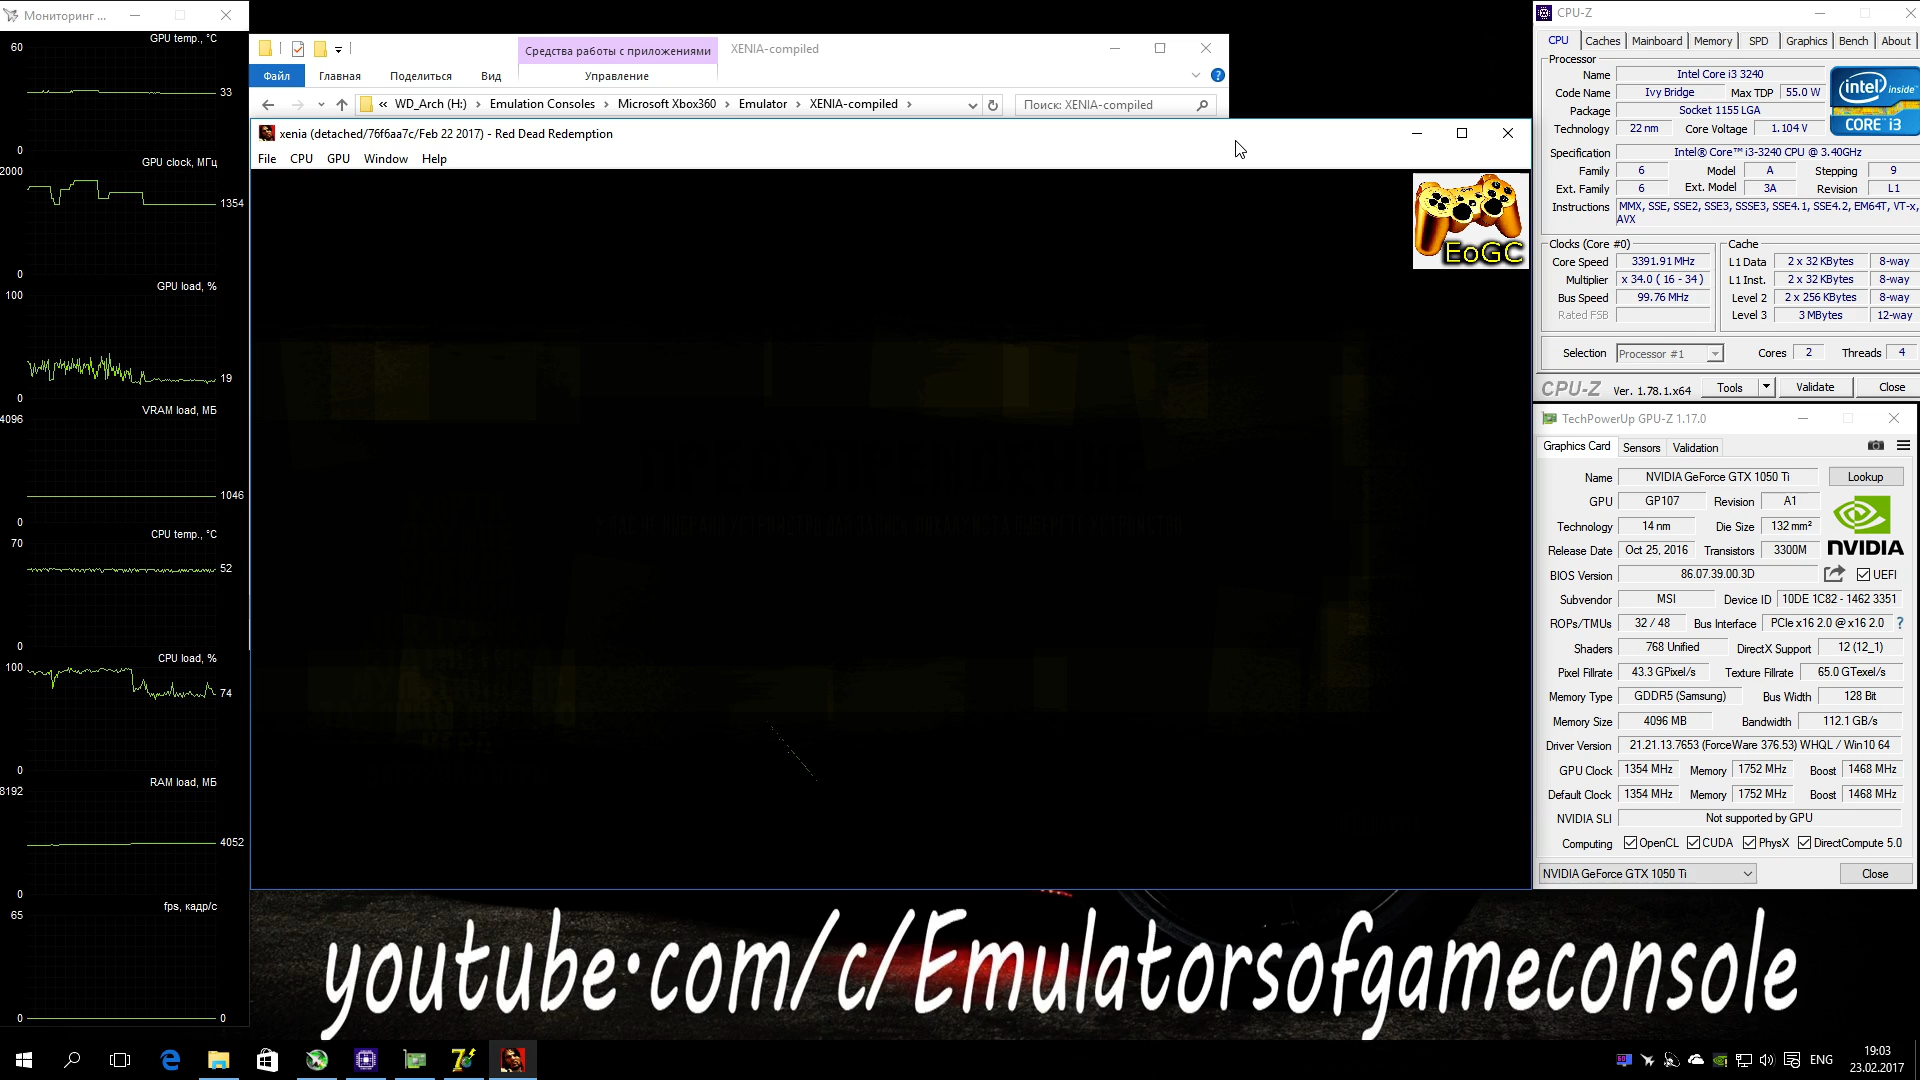 Мониторинг ...
GPU temp., °C
60
33
0
GPU clock, МГц
2000
1354
0
GPU load, %
100
19
0
VRAM load, МБ
4096
1046
0
CPU temp., °C
70
52
0
CPU load, %
100
74
0
RAM load, МБ
8192
4052
0
fps, кадр/с
65
0
0
Средства работы с приложениями
XENIA-compiled
Файл
Главная
Поделиться
Вид
Управление
« WD_Arch (H:) > Emulation Consoles > Microsoft Xbox360 > Emulator > XENIA-compiled >
Поиск: XENIA-compiled
xenia (detached/76f6aa7c/Feb 22 2017) - Red Dead Redemption
File CPU GPU Window Help
EoGC
CPU-Z
CPU Caches Mainboard Memory SPD Graphics Bench About
Processor
Name Intel Core i3 3240
Code Name Ivy Bridge Max TDP 55.0 W
Package Socket 1155 LGA
Technology 22 nm Core Voltage 1.104 V
intel inside™
CORE i3
Specification Intel® Core™ i3-3240 CPU @ 3.40GHz
Family 6 Model A Stepping 9
Ext. Family 6 Ext. Model 3A Revision L1
Instructions MMX, SSE, SSE2, SSE3, SSSE3, SSE4.1, SSE4.2, EM64T, VT-x,
AVX
Clocks (Core #0)
Core Speed 3391.91 MHz
Multiplier x 34.0 ( 16 - 34 )
Bus Speed 99.76 MHz
Rated FSB
Cache
L1 Data 2 x 32 KBytes 8-way
L1 Inst. 2 x 32 KBytes 8-way
Level 2 2 x 256 KBytes 8-way
Level 3 3 MBytes 12-way
Selection Processor #1 Cores 2 Threads 4
CPU-Z Ver. 1.78.1.x64 Tools Validate Close
TechPowerUp GPU-Z 1.17.0
Graphics Card Sensors Validation
Name NVIDIA GeForce GTX 1050 Ti Lookup
GPU GP107 Revision A1
Technology 14 nm Die Size 132 mm²
Release Date Oct 25, 2016 Transistors 3300M
NVIDIA
BIOS Version 86.07.39.00.3D UEFI
Subvendor MSI Device ID 10DE 1C82 - 1462 3351
ROPs/TMUs 32 / 48 Bus Interface PCIe x16 2.0 @ x16 2.0 ?
Shaders 768 Unified DirectX Support 12 (12_1)
Pixel Fillrate 43.3 GPixel/s Texture Fillrate 65.0 GTexel/s
Memory Type GDDR5 (Samsung) Bus Width 128 Bit
Memory Size 4096 MB Bandwidth 112.1 GB/s
Driver Version 21.21.13.7653 (ForceWare 376.53) WHQL / Win10 64
GPU Clock 1354 MHz Memory 1752 MHz Boost 1468 MHz
Default Clock 1354 MHz Memory 1752 MHz Boost 1468 MHz
NVIDIA SLI Not supported by GPU
Computing OpenCL CUDA PhysX DirectCompute 5.0
NVIDIA GeForce GTX 1050 Ti Close
youtube.com/c/Emulatorsofgameconsole
ENG
19:03
23.02.2017